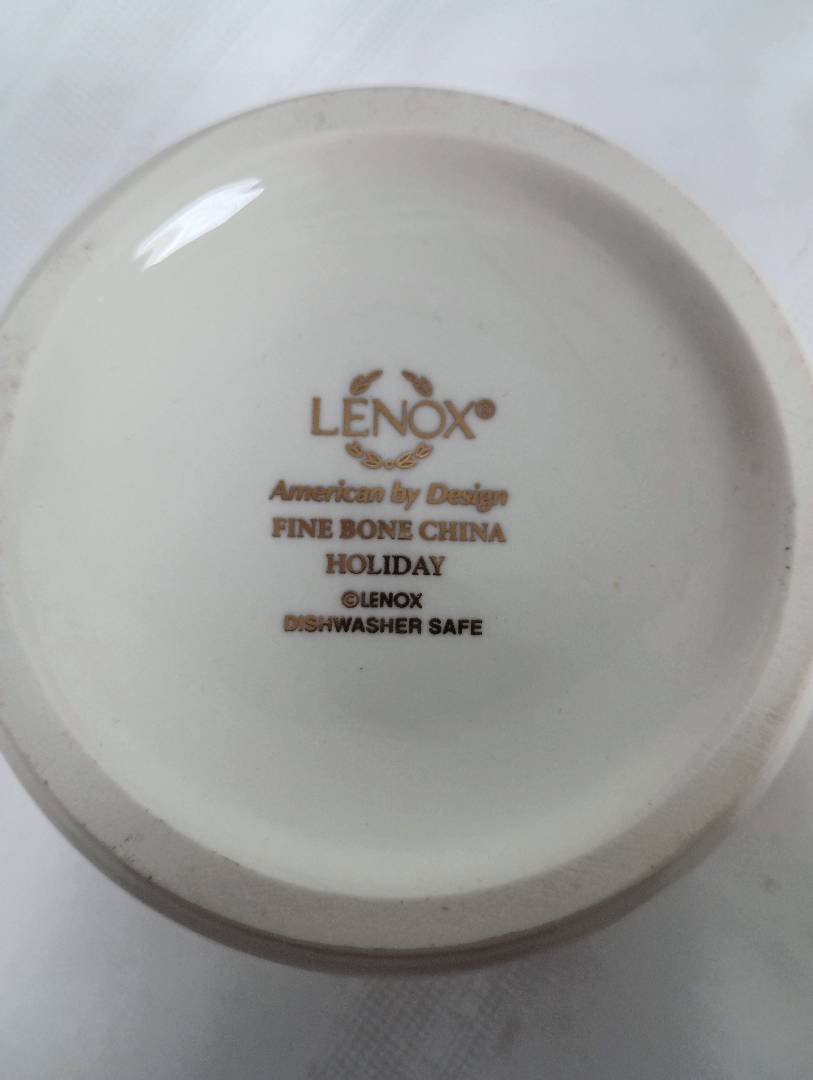 LENOX®
American by Design
FINE BONE CHINA
HOLIDAY
©LENOX
DISHWASHER SAFE